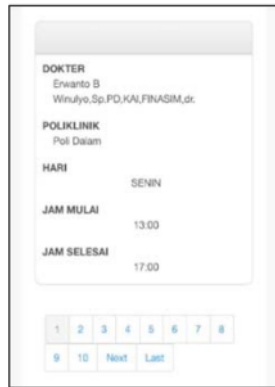 DOKTER
Erwanto B
Winulyo,Sp.PD,KAI,FINASIM,dr.
POLIKLINIK
Poli Dalam
HARI
SENIN
JAM MULAI
13:00
JAM SELESAI
17:00
1 2 3 4 5 6 7 8
9 10 Next Last